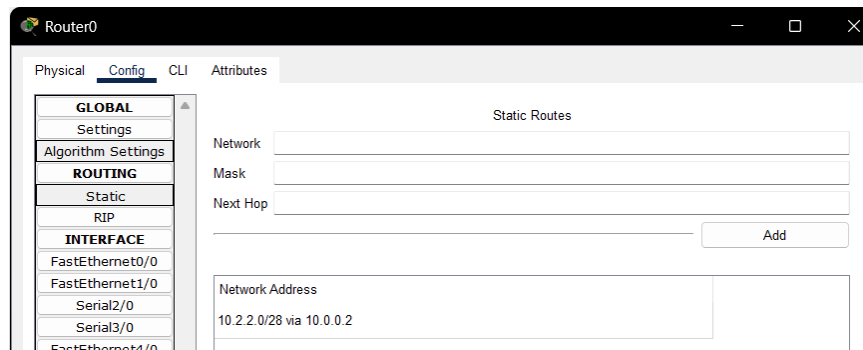 Router0
Physical Config CLI Attributes
GLOBAL
Settings
Algorithm Settings
ROUTING
Static
RIP
INTERFACE
FastEthernet0/0
FastEthernet1/0
Serial2/0
Serial3/0
FastEthernet4/0
Static Routes
Network
Mask
Next Hop
Add
Network Address
10.2.2.0/28 via 10.0.0.2